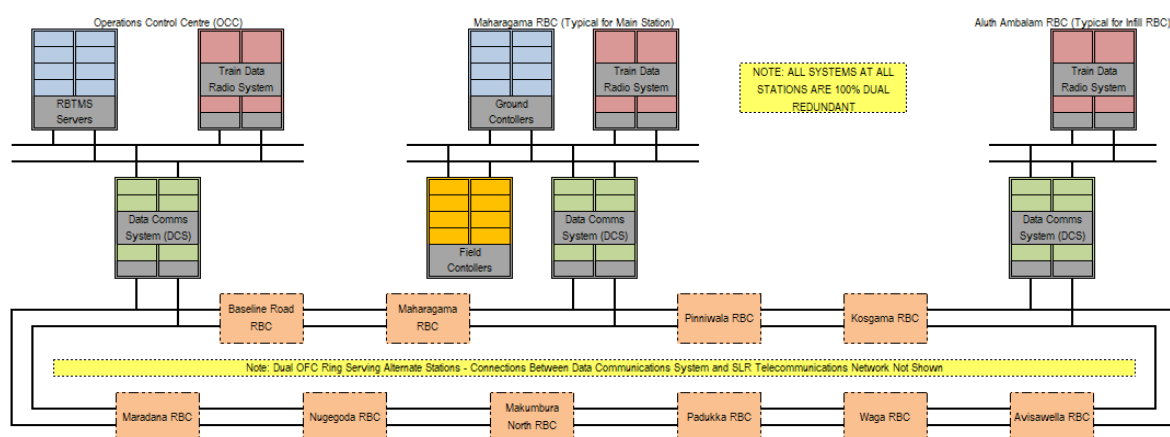 Operations Control Centre (OCC)
Maharagama RBC (Typical for Main Station)
Aluth Ambalam RBC (Typical for Infill RBC)
RBTMS
Servers
Train Data
Radio System
Ground
Contollers
Train Data
Radio System
NOTE: ALL SYSTEMS AT ALL
STATIONS ARE 100% DUAL
REDUNDANT
Train Data
Radio System
Data Comms
System (DCS)
Field
Contollers
Data Comms
System (DCS)
Data Comms
System (DCS)
Baseline Road
RBC
Maharagama
RBC
Pinniwala RBC
Kosgama RBC
Note: Dual OFC Ring Serving Alternate Stations - Connections Between Data Communications System and SLR Telecommunications Network Not Shown
Maradana RBC
Nugegoda RBC
Makumbura
North RBC
Padukka RBC
Waga RBC
Avisawella RBC